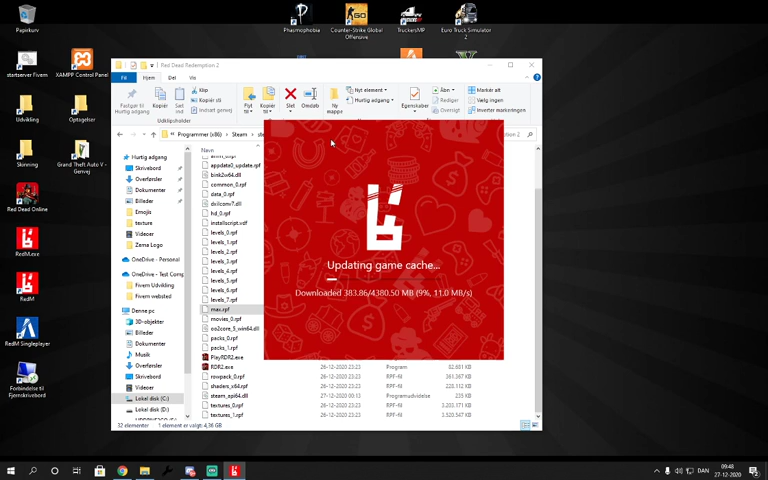 Papirkurv
Phasmophobia
Counter-Strike Global
Offensive
TruckersMP
Euro Truck Simulator
2
startserver Fivem
XAMPP Control Panel
Udvikling
Optagelser
Skinning
Grand Theft Auto V -
Genvej
Red Dead Online
RedM.exe
RedM
RedM Singleplayer
Forbindelse til
Fjernskrivebord
Red Dead Redemption 2
Fil
Hjem
Del
Vis
Fastgør til
Hurtig adgang
Kopiér
Sæt
ind
Klip
Kopiér sti
Indsæt genvej
Udklipsholder
Flyt
til
Kopiér
til
Slet
Omdøb
Ny
mappe
Nyt element
Hurtig adgang
Egenskaber
Åbn
Rediger
Oversigt
Markér alt
Vælg ingen
Inverter markeringen
Programmer (x86)
Steam
Navn
Hurtig adgang
Skrivebord
Overførsler
Dokumenter
Billeder
Emojis
texture
Videoer
Zema Logo
OneDrive - Personal
OneDrive - Test Comp
Fivem Udvikling
Fivem websted
Denne pc
3D-objekter
Billeder
Dokumenter
Musik
Overførsler
Skrivebord
Videoer
Lokal disk (C:)
Lokal disk (D:)
appdata0_update.rpf
bink2w64.dll
common_0.rpf
data_0.rpf
dxilconv7.dll
hd_0.rpf
installscript.vdf
levels_0.rpf
levels_1.rpf
levels_2.rpf
levels_3.rpf
levels_4.rpf
levels_5.rpf
levels_6.rpf
levels_7.rpf
max.rpf
movies_0.rpf
oo2core_5_win64.dll
packs_0.rpf
packs_1.rpf
PlayRDR2.exe
RDR2.exe 26-12-2020 23:23 Program 82.661 kB
rowpack_0.rpf 26-12-2020 23:23 RPF-fil 361.367 kB
shaders_x64.rpf 26-12-2020 23:23 RPF-fil 228.112 kB
steam_api64.dll 27-12-2020 00:13 Programudvidelse 235 kB
textures_0.rpf 26-12-2020 23:23 RPF-fil 3.203.171 kB
textures_1.rpf 26-12-2020 23:23 RPF-fil 3.520.547 kB
32 elementer
1 element er valgt: 4,36 GB
Updating game cache...
Downloaded 383.86/4380.50 MB (9%, 11.0 MB/s)
DAN
09:48
27-12-2020